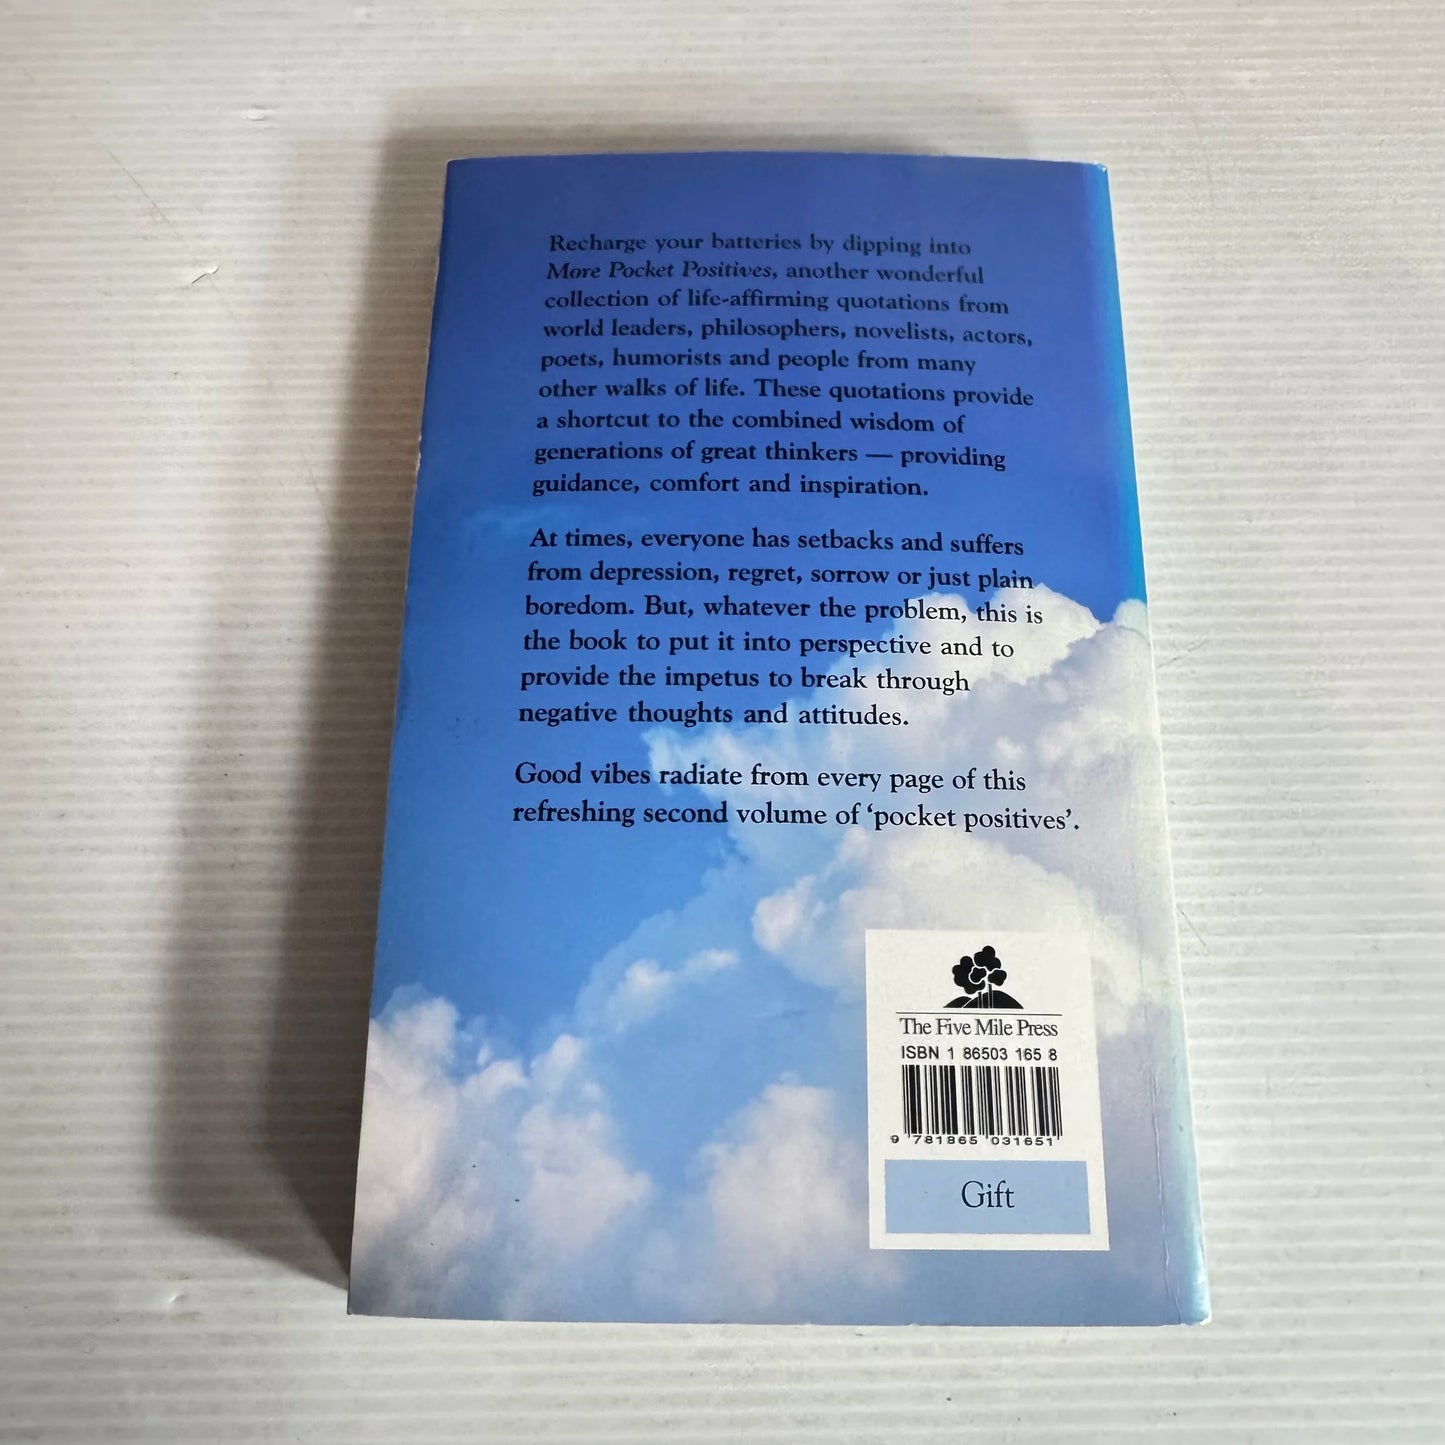 Recharge your batteries by dipping into
More Pocket Positives, another wonderful
collection of life-affirming quotations from
world leaders, philosophers, novelists, actors,
poets, humorists and people from many
other walks of life. These quotations provide
a shortcut to the combined wisdom of
generations of great thinkers — providing
guidance, comfort and inspiration.
At times, everyone has setbacks and suffers
from depression, regret, sorrow or just plain
boredom. But, whatever the problem, this is
the book to put it into perspective and to
provide the impetus to break through
negative thoughts and attitudes.
Good vibes radiate from every page of this
refreshing second volume of ‘pocket positives’.
The Five Mile Press
ISBN 1 86503 165 8
9 781865 031651
Gift